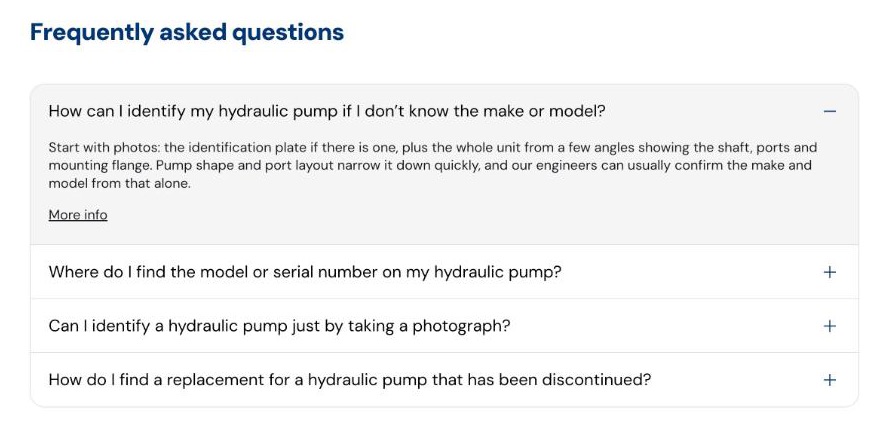 Frequently asked questions
How can I identify my hydraulic pump if I don’t know the make or model?
Start with photos: the identification plate if there is one, plus the whole unit from a few angles showing the shaft, ports and
mounting flange. Pump shape and port layout narrow it down quickly, and our engineers can usually confirm the make and
model from that alone.
More info
Where do I find the model or serial number on my hydraulic pump?
Can I identify a hydraulic pump just by taking a photograph?
How do I find a replacement for a hydraulic pump that has been discontinued?